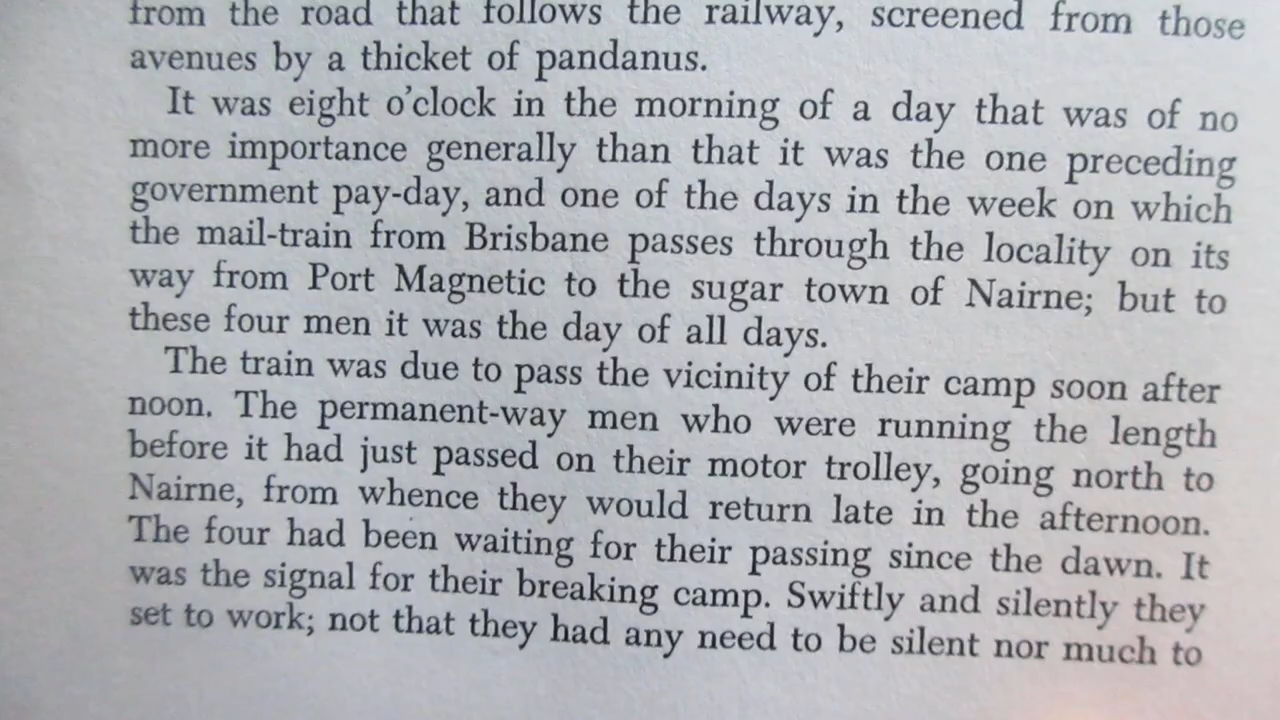 from the road that follows the railway, screened from those
avenues by a thicket of pandanus.
It was eight o'clock in the morning of a day that was of no
more importance generally than that it was the one preceding
government pay-day, and one of the days in the week on which
the mail-train from Brisbane passes through the locality on its
way from Port Magnetic to the sugar town of Nairne; but to
these four men it was the day of all days.
The train was due to pass the vicinity of their camp soon after
noon. The permanent-way men who were running the length
before it had just passed on their motor trolley, going north to
Nairne, from whence they would return late in the afternoon.
The four had been waiting for their passing since the dawn. It
was the signal for their breaking camp. Swiftly and silently they
set to work; not that they had any need to be silent nor much to